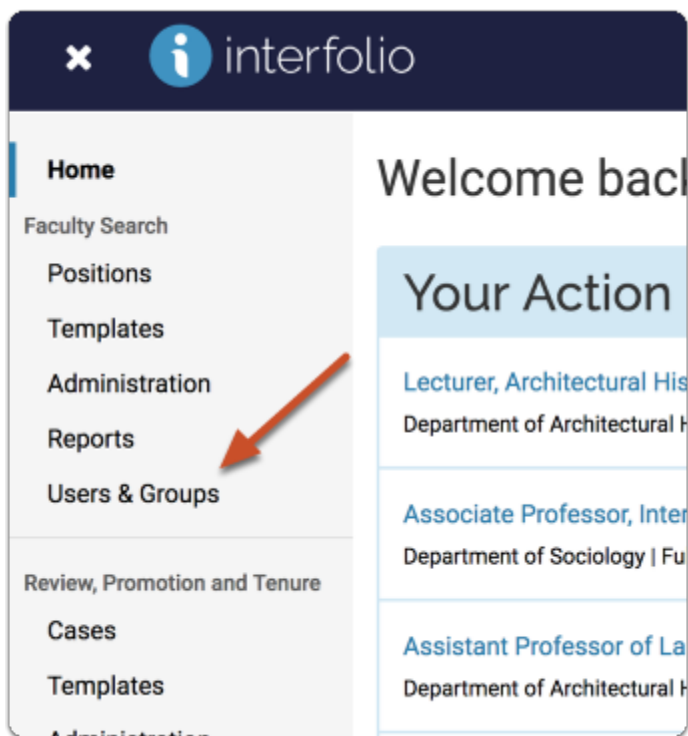 interfolio
Home
Faculty Search
Positions
Templates
Administration
Reports
Users & Groups
Review, Promotion and Tenure
Cases
Templates
Administration
Welcome back
Your Action
Lecturer, Architectural His
Department of Architectural H
Associate Professor, Inter
Department of Sociology | Fu
Assistant Professor of La
Department of Architectural H